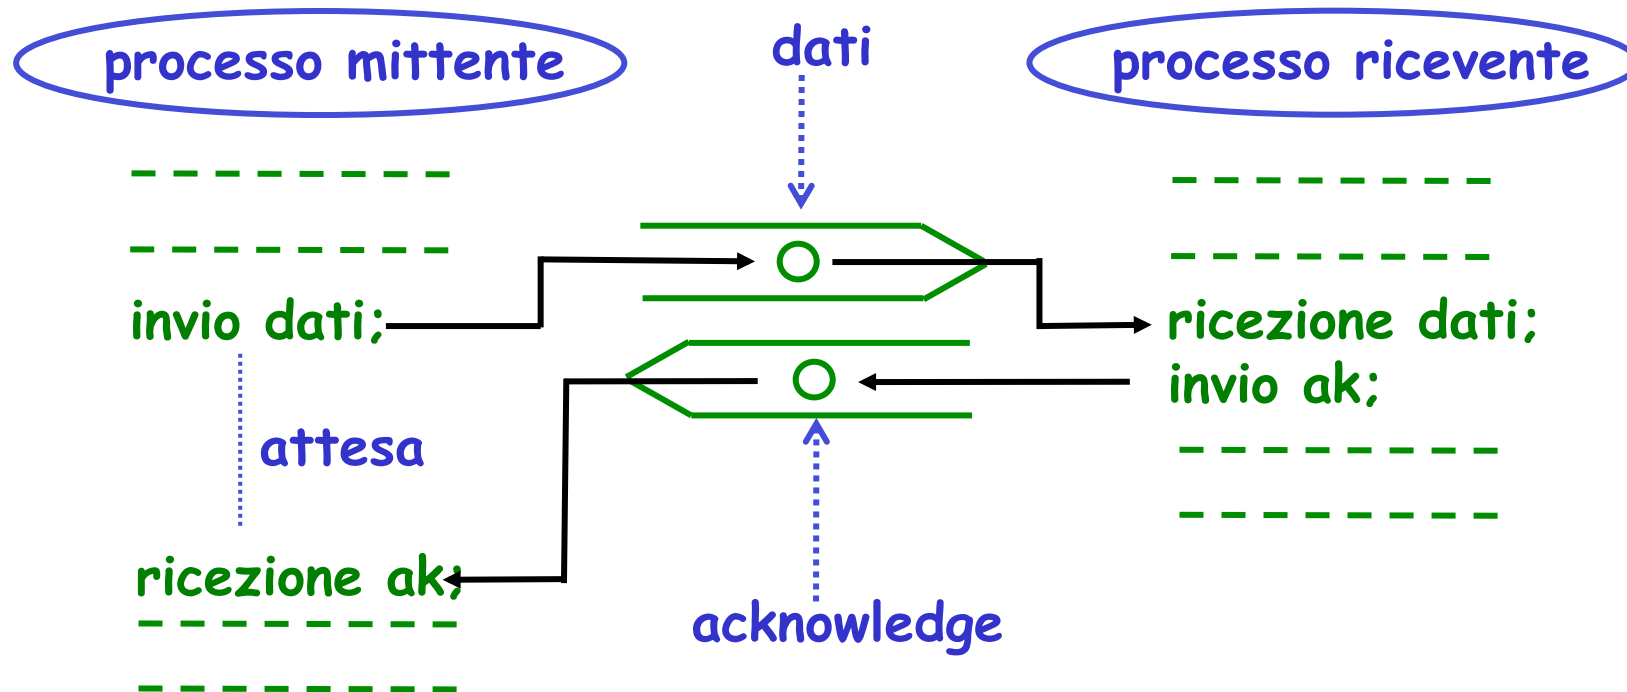 processo mittente
dati
processo ricevente
invio dati;
ricezione dati;
invio ak;
attesa
ricezione ak;
acknowledge